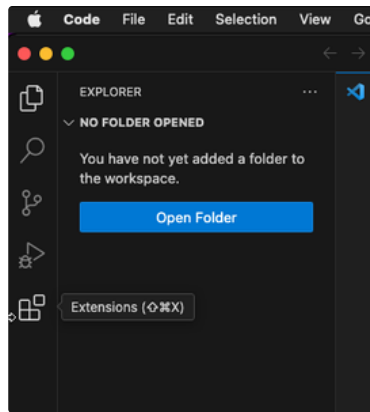 Code File Edit Selection View Go
EXPLORER
NO FOLDER OPENED
You have not yet added a folder to
the workspace.
Open Folder
Extensions (⇧⌘X)